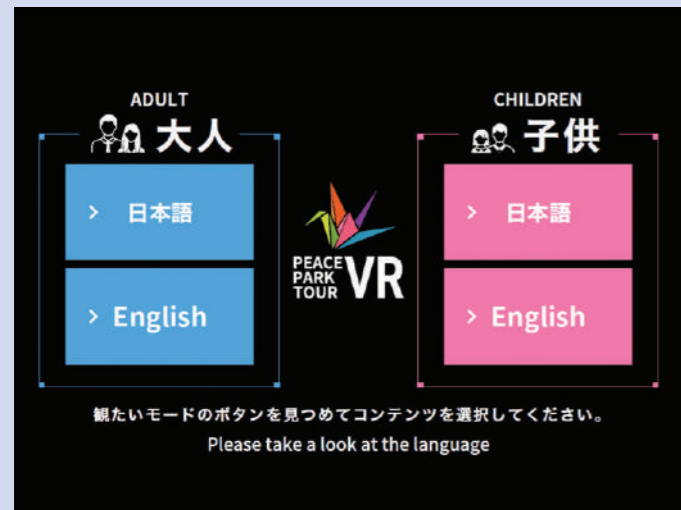 ADULT
大人
> 日本語
> English
PEACE
PARK
TOUR VR
CHILDREN
子供
> 日本語
> English
観たいモードのボタンを見つめてコンテンツを選択してください。
Please take a look at the language